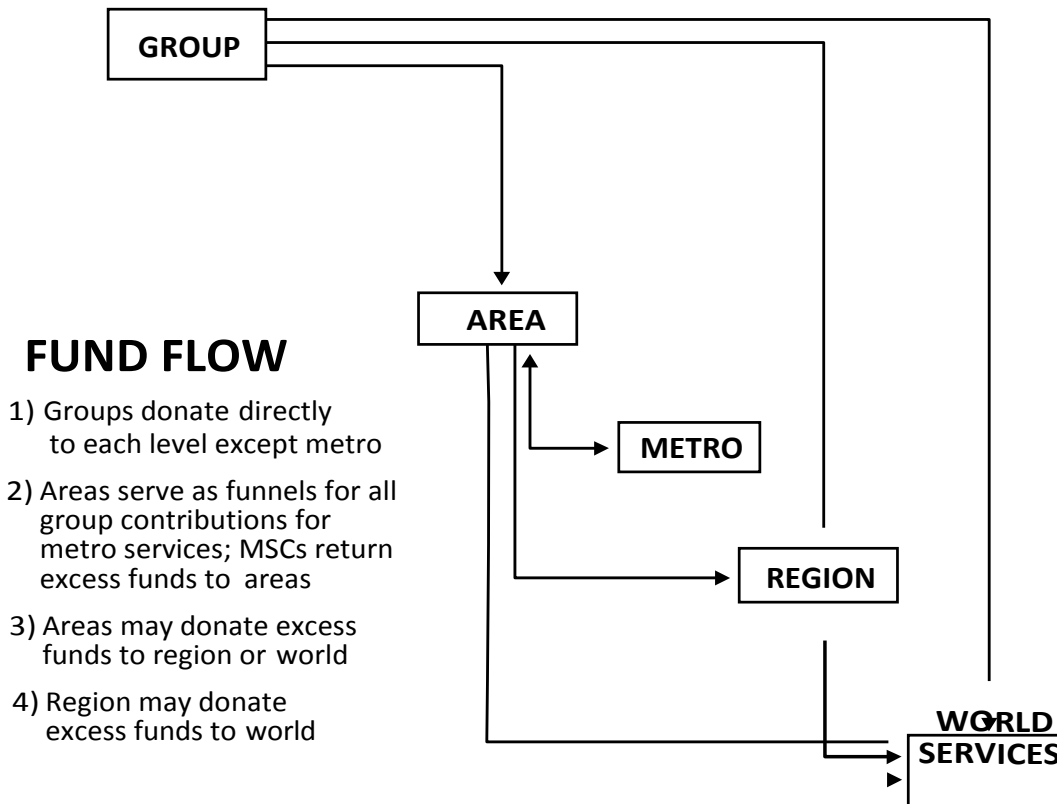 GROUP
AREA
FUND FLOW
1) Groups donate directly
to each level except metro
METRO
2) Areas serve as funnels for all
group contributions for
metro services; MSCs return
excess funds to areas
REGION
3) Areas may donate excess
funds to region or world
4) Region may donate
excess funds to world
WORLD
SERVICES